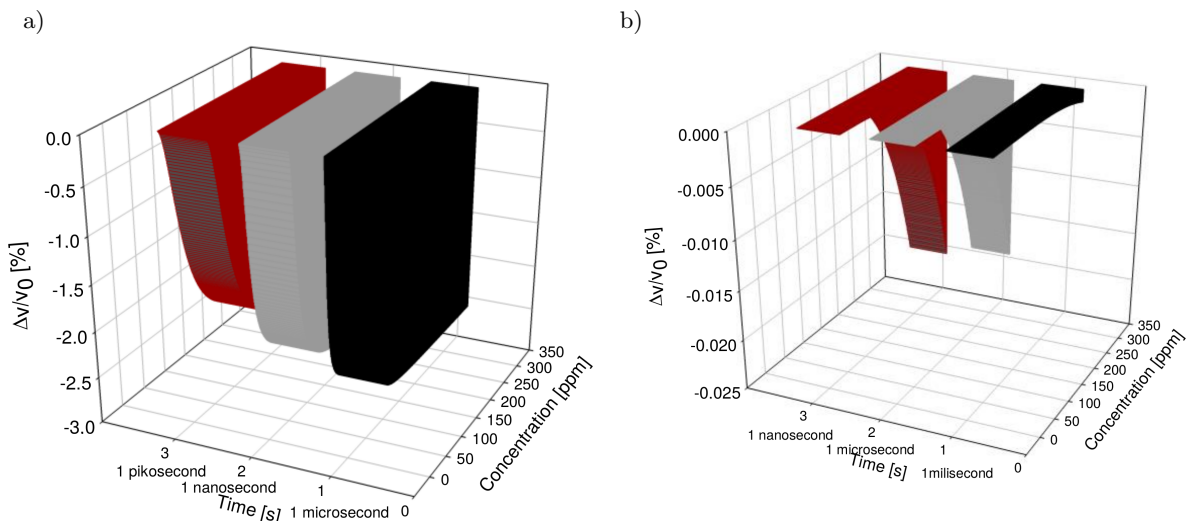 a)
0.0
-0.5
-1.0
-1.5
-2.0
-2.5
-3.0
Δv/v0 [%]
3
1 pikosecond
2
1 nanosecond
1
1 microsecond
0
Time [s]
0
50
100
150
200
250
300
350
Concentration [ppm]
b)
0.000
-0.005
-0.010
-0.015
-0.020
-0.025
Δv/v0 [%]
3
1 nanosecond
2
1 microsecond
1
1milisecond
0
Time [s]
0
50
100
150
200
250
300
350
Concentration [ppm]